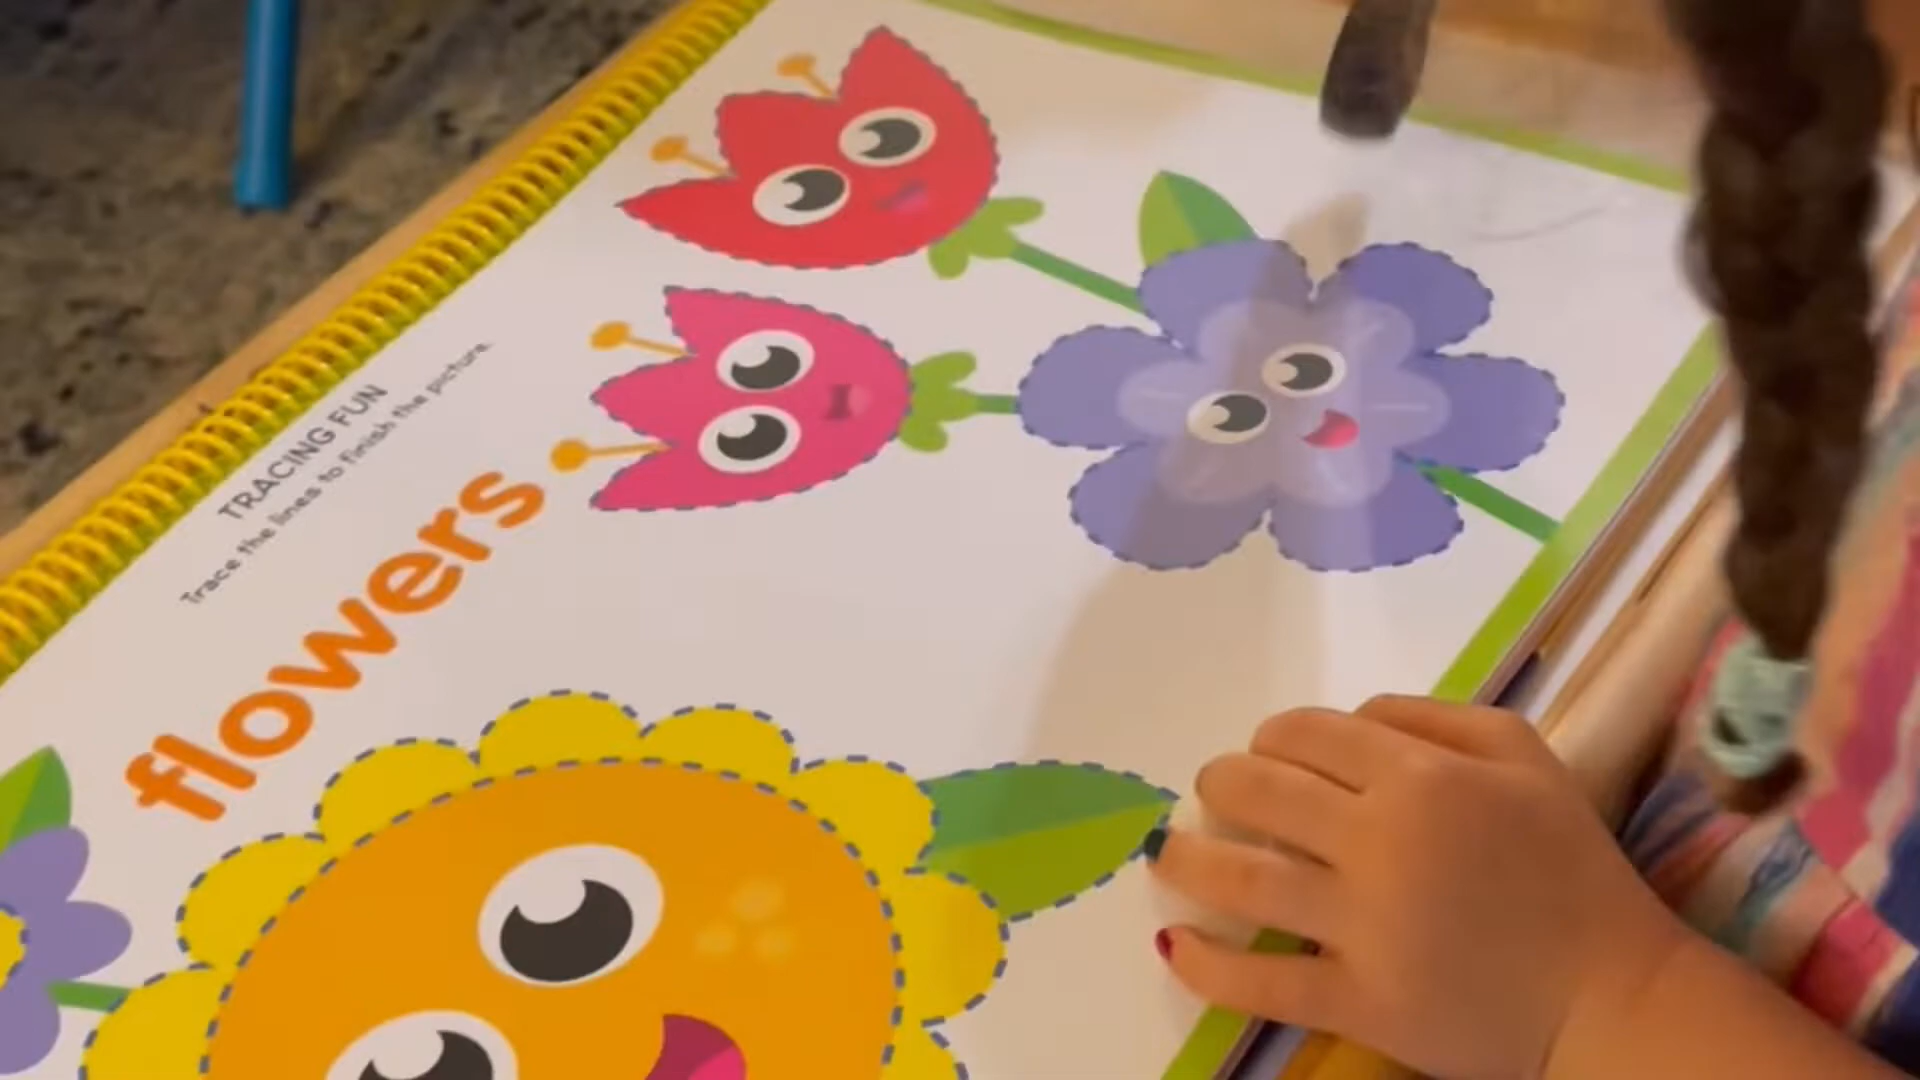 TRACING FUN
Trace the lines to finish the picture.
flowers